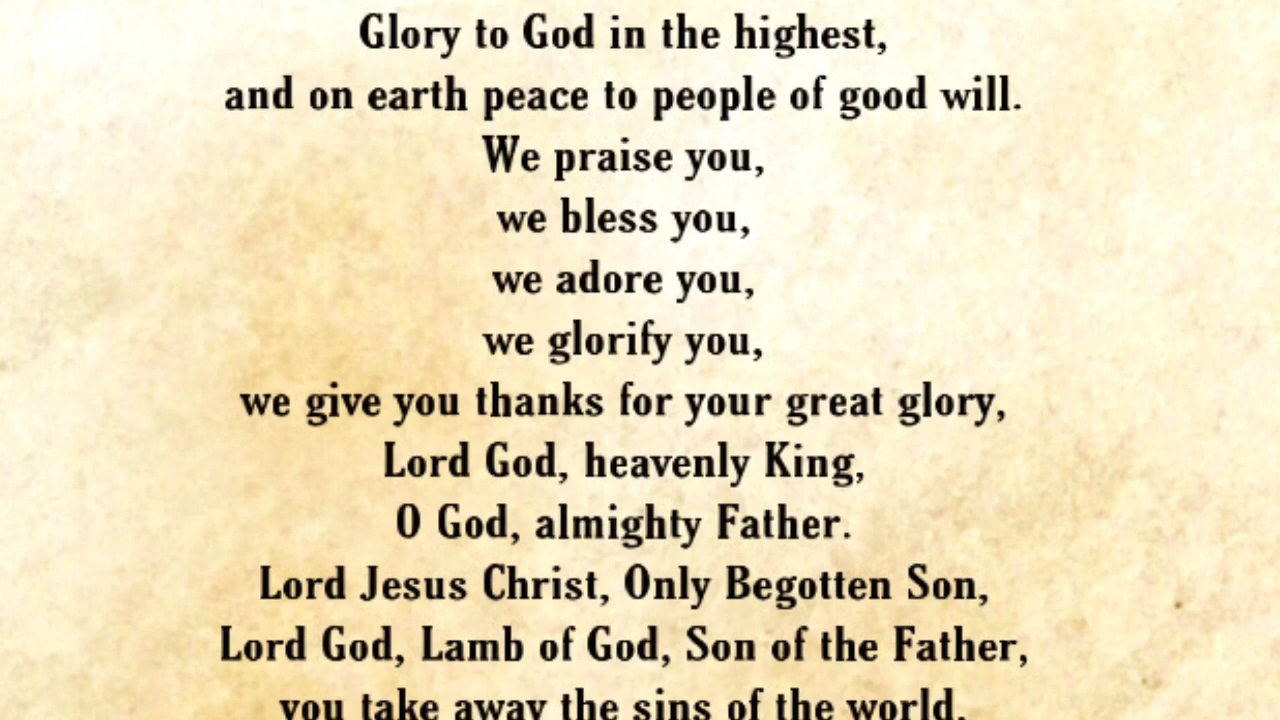 Glory to God in the highest,
and on earth peace to people of good will.
We praise you,
we bless you,
we adore you,
we glorify you,
we give you thanks for your great glory,
Lord God, heavenly King,
O God, almighty Father.
Lord Jesus Christ, Only Begotten Son,
Lord God, Lamb of God, Son of the Father,
you take away the sins of the world,